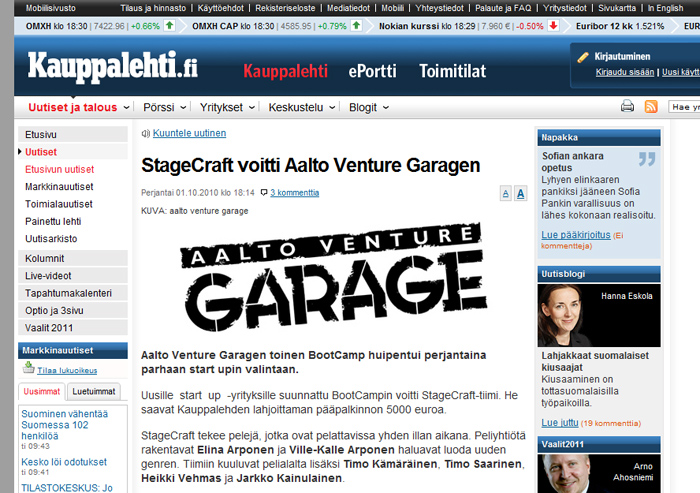 Mobiilisivusto
Tilaus ja hinnasto | Käyttöehdot | Rekisteriseloste | Mediatiedot | Mobiili | Yhteystiedot | Palaute ja FAQ | Yritystiedot | Sivukartta | In English
OMXH klo 18:30 | 7422.96 | +0.66% OMXH CAP klo 18:30 | 4585.95 | +0.79% Nokian kurssi klo 18:29 | 7.960 € | -0.50% Euribor 12 kk 1.521% EUR
Kauppalehti.fi
Kauppalehti ePortti Toimitilat
Kirjautuminen
Kirjaudu sisään | Uusi käytt
Uutiset ja talous Pörssi Yritykset Keskustelu Blogit
Hae yr
Etusivu
Uutiset
Etusivun uutiset
Markkinauutiset
Toimialauutiset
Painettu lehti
Uutisarkisto
Kolumnit
Live-videot
Tapahtumakalenteri
Optio ja 3sivu
Vaalit 2011
Markkinauutiset
Tilaa lukuoikeus
Uusimmat Luetuimmat
Suominen vähentää
Suomessa 102
henkilöä
ti 09:43
Kesko löi odotukset
ti 09:41
TILASTOKESKUS: Jo
Kuuntele uutinen
StageCraft voitti Aalto Venture Garagen
Perjantai 01.10.2010 klo 18:14 3 kommenttia
A A
KUVA: aalto venture garage
AALTO VENTURE
GARAGE
Aalto Venture Garagen toinen BootCamp huipentui perjantaina
parhaan start upin valintaan.
Uusille start up -yrityksille suunnattu BootCampin voitti StageCraft-tiimi. He
saavat Kauppalehden lahjoittaman pääpalkinnon 5000 euroa.
StageCraft tekee pelejä, jotka ovat pelattavissa yhden illan aikana. Peliyhtiötä
rakentavat Elina Arponen ja Ville-Kalle Arponen haluavat luoda uuden
genren. Tiimiin kuuluvat pelialalta lisäksi Timo Kämäräinen, Timo Saarinen,
Heikki Vehmas ja Jarkko Kainulainen.
Napakka
Sofian ankara
opetus
Lyhyen elinkaaren
pankiksi jääneen Sofia
Pankin varallisuus on
lähes kokonaan realisoitu.
Lue pääkirjoitus (Ei
kommentteja)
Uutisblogi
Hanna Eskola
Lahjakkaat suomalaiset
kiusaajat
Kiusaaminen on
tottasuomalaisilla
työpaikoilla.
Lue juttu (19 kommenttia)
Vaalit2011
Arno
Ahosniemi